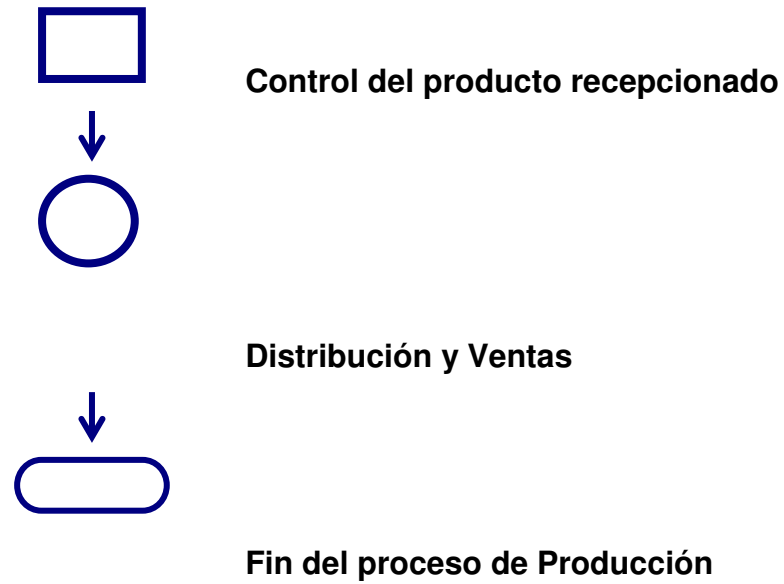 Control del producto recepcionado
Distribución y Ventas
Fin del proceso de Producción